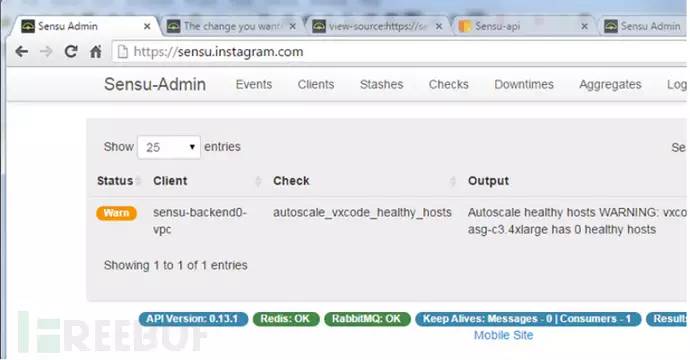 Sensu Admin
The change you want
view-source:https://se
Sensu-api
Sensu Admin
https://sensu.instagram.com
Sensu-Admin Events Clients Stashes Checks Downtimes Aggregates Log
Show 25 entries Se
Status Client Check Output
Warn sensu-backend0- autoscale_vxcode_healthy_hosts Autoscale healthy hosts WARNING: vxco
vpc asg-c3.4xlarge has 0 healthy hosts
Showing 1 to 1 of 1 entries
API Version: 0.13.1 Redis: OK RabbitMQ: OK Keep Alives: Messages - 0 | Consumers - 1 Results
Mobile Site
FREEBUF